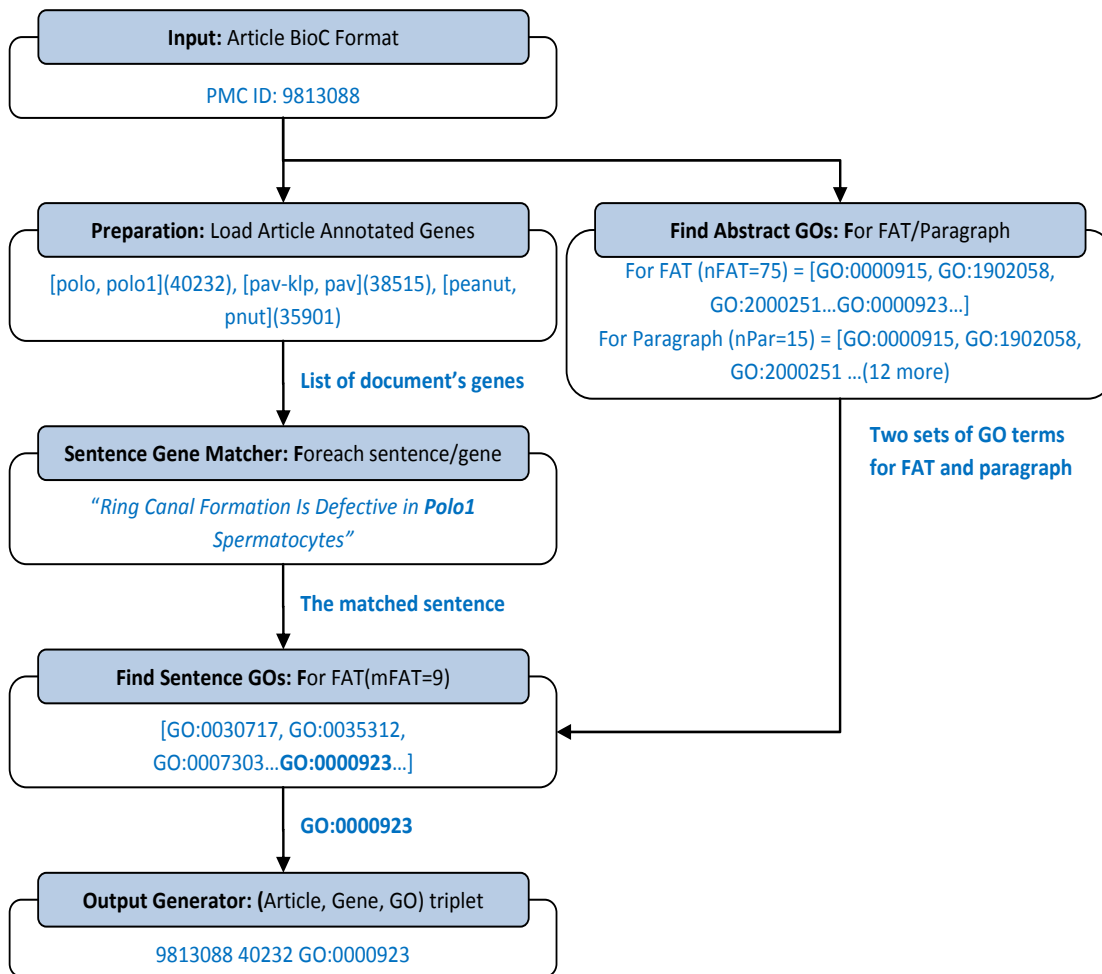 Input: Article BioC Format
PMC ID: 9813088
Preparation: Load Article Annotated Genes
[polo, polo1](40232), [pav-klp, pav](38515), [peanut,
pnut](35901)
Find Abstract GOs: For FAT/Paragraph
For FAT (nFAT=75) = [GO:0000915, GO:1902058,
GO:2000251...GO:0000923...]
For Paragraph (nPar=15) = [GO:0000915, GO:1902058,
GO:2000251 ...(12 more)
List of document's genes
Two sets of GO terms
for FAT and paragraph
Sentence Gene Matcher: Foreach sentence/gene
"Ring Canal Formation Is Defective in Polo1
Spermatocytes"
The matched sentence
Find Sentence GOs: For FAT(mFAT=9)
[GO:0030717, GO:0035312,
GO:0007303...GO:0000923...]
GO:0000923
Output Generator: (Article, Gene, GO) triplet
9813088 40232 GO:0000923